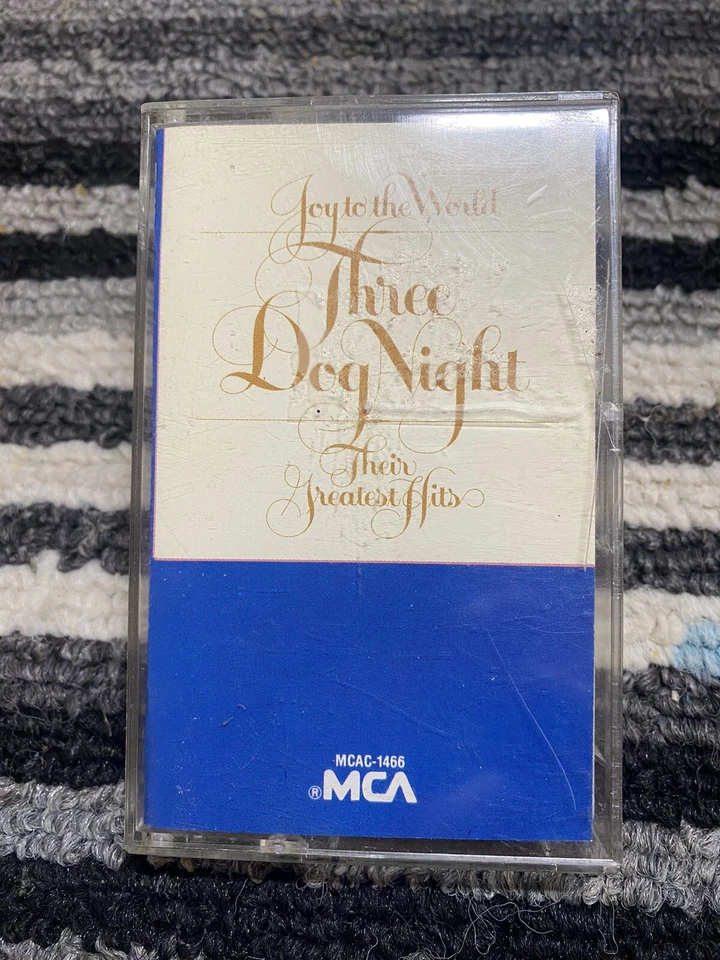 Joy to the World
Three
Dog Night
Their
Greatest Hits
MCAC-1466
®MCA